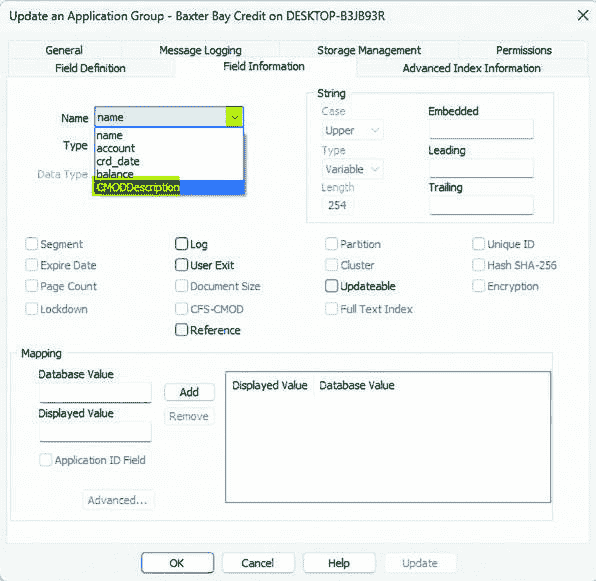 Update an Application Group - Baxter Bay Credit on DESKTOP-B3JB93R
General Message Logging Storage Management Permissions
Field Definition Field Information Advanced Index Information
Name name
name
account
crd_date
balance
CMODDescription
Type
Data Type
String
Case Embedded
Upper
Type Leading
Variable
Length Trailing
254
Segment Log Partition Unique ID
Expire Date User Exit Cluster Hash SHA-256
Page Count Document Size Updateable Encryption
Lockdown CFS-CMOD Full Text Index
Reference
Mapping
Database Value
Add
Displayed Value
Remove
Application ID Field
Advanced...
Displayed Value Database Value
OK Cancel Help Update